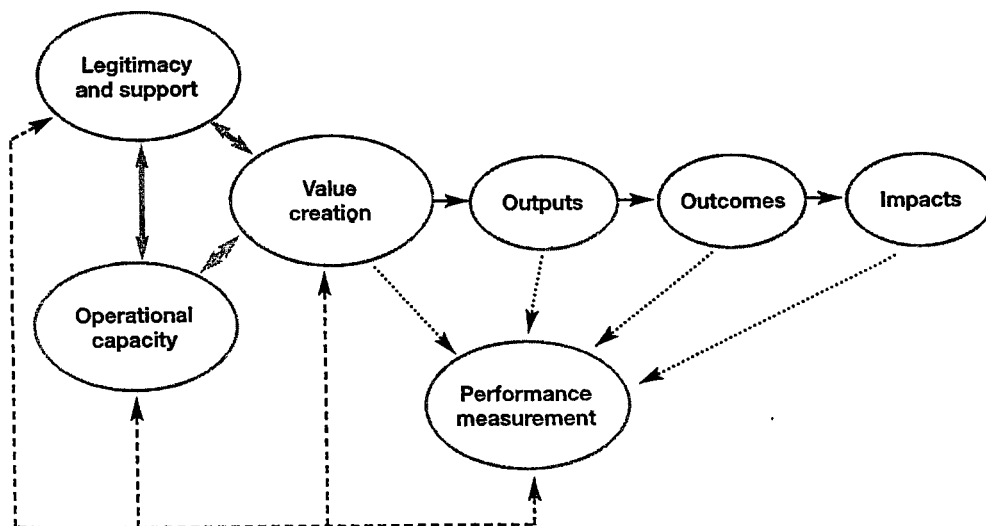 Legitimacy
and support
Value
creation
Outputs
Outcomes
Impacts
Operational
capacity
Performance
measurement